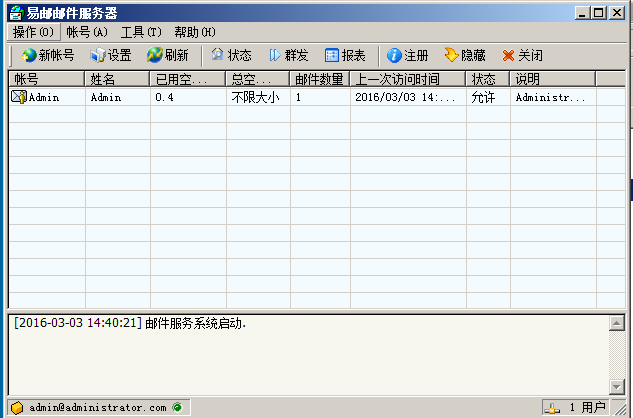 易邮邮件服务器
操作(O) 帐号(A) 工具(T) 帮助(H)
新帐号 设置 刷新 状态 群发 报表 注册 隐藏 关闭
帐号 姓名 已用空... 总空... 邮件数量 上一次访问时间 状态 说明
Admin Admin 0.4 不限大小 1 2016/03/03 14:... 允许 Administr...
[2016-03-03 14:40:21] 邮件服务系统启动.
admin@administrator.com 1 用户